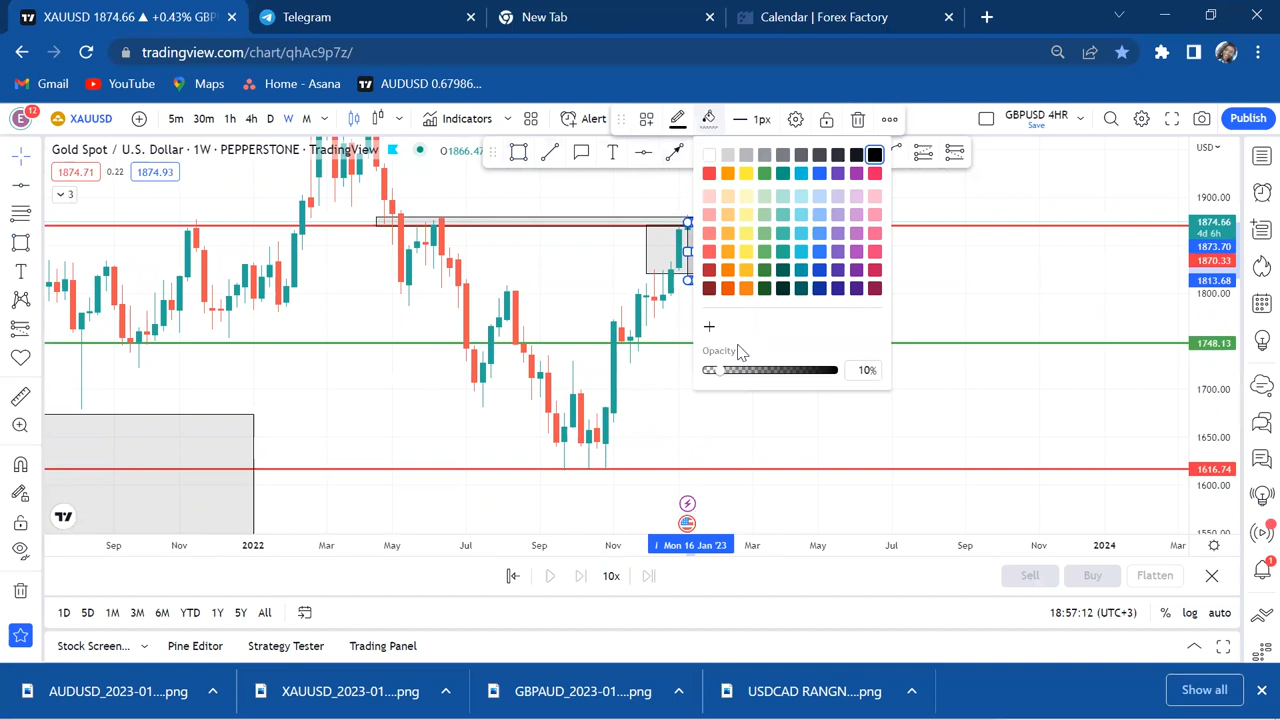 XAUUSD 1874.66 ▲ +0.43% GBP
Telegram
New Tab
Calendar | Forex Factory
tradingview.com/chart/qhAc9p7z/
Gmail
YouTube
Maps
Home - Asana
AUDUSD 0.67986...
E
12
XAUUSD
5m
30m
1h
4h
D
W
M
Indicators
Alert
1px
GBPUSD 4HR
Save
Publish
Gold Spot / U.S. Dollar · 1W · PEPPERSTONE · TradingView
O1866.47
USD
1874.71
0.22
1874.93
3
1900.00
1874.66
4d 6h
1873.70
1870.33
1813.68
1800.00
1748.13
1700.00
1650.00
1616.74
1600.00
1550.00
Opacity
10%
Sep
Nov
2022
Mar
May
Jul
Sep
Nov
Mon 16 Jan '23
Mar
May
Jul
Sep
Nov
2024
Mar
10x
Sell
Buy
Flatten
1D
5D
1M
3M
6M
YTD
1Y
5Y
All
18:57:12 (UTC+3)
%
log
auto
Stock Screen...
Pine Editor
Strategy Tester
Trading Panel
1
AUDUSD_2023-01....png
XAUUSD_2023-01....png
GBPAUD_2023-01....png
USDCAD RANGN....png
Show all